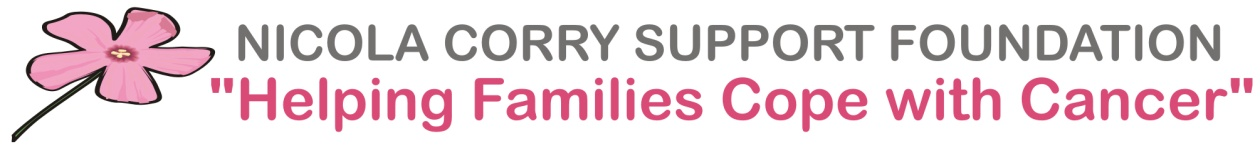 NICOLA CORRY SUPPORT FOUNDATION
"Helping Families Cope with Cancer"